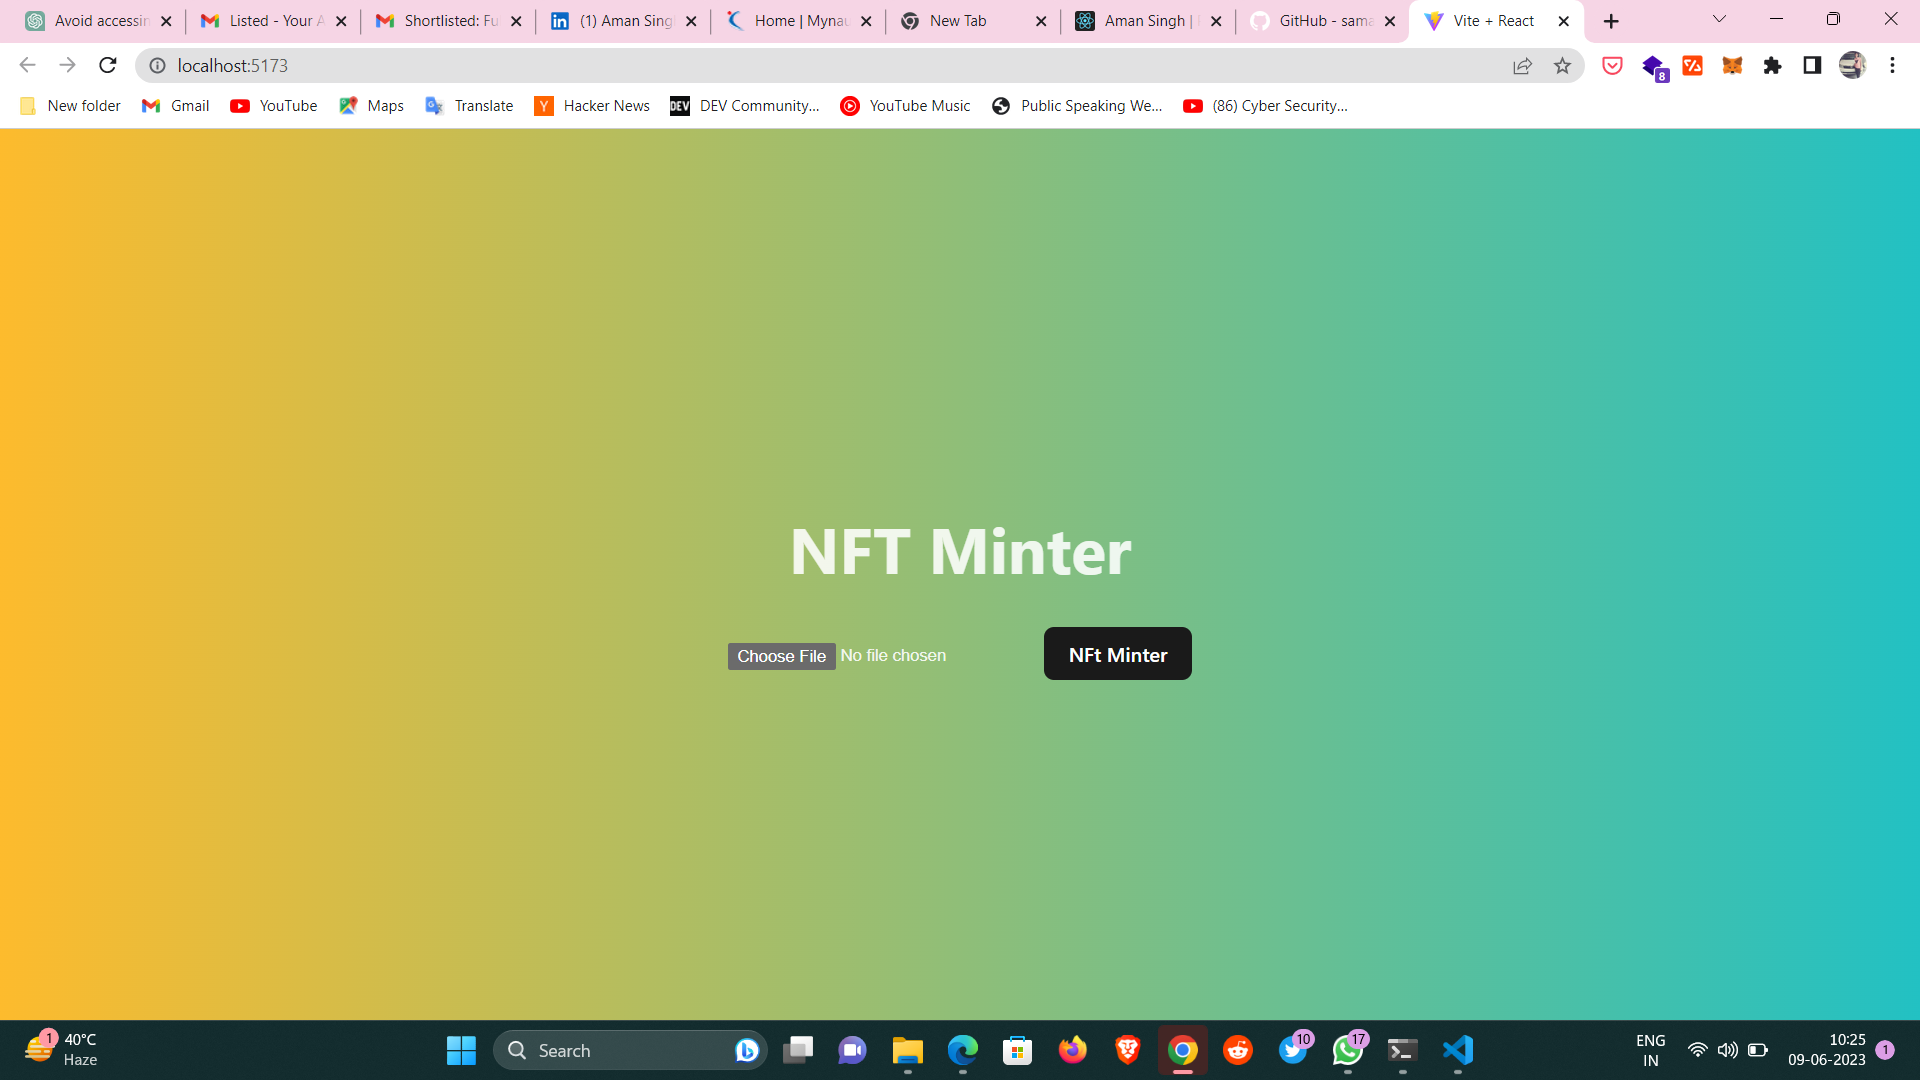 Avoid accessin
Listed - Your A
Shortlisted: Fu
(1) Aman Sing
Home | Mynau
New Tab
Aman Singh |
GitHub - sama
Vite + React
localhost:5173
8
New folder
Gmail
YouTube
Maps
Translate
Y
Hacker News
DEV
DEV Community...
YouTube Music
Public Speaking We...
(86) Cyber Security...
NFT Minter
Choose File No file chosen
NFt Minter
1
40°C
Haze
Search
10
17
ENG
IN
10:25
09-06-2023
1